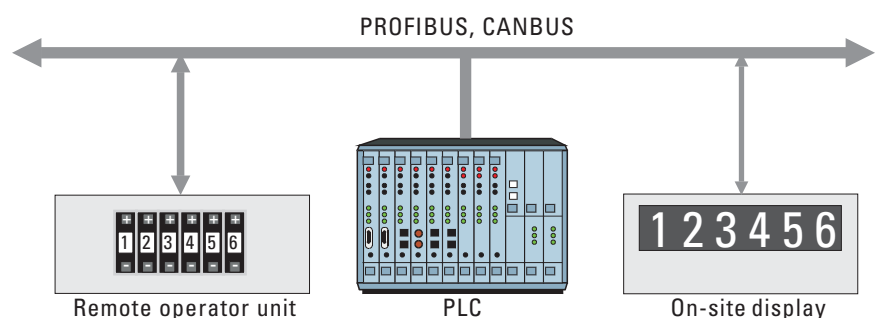 PROFIBUS, CANBUS
+ + + + + +
1 2 3 4 5 6
- - - - - -
1 2 3 4 5 6
Remote operator unit
PLC
On-site display